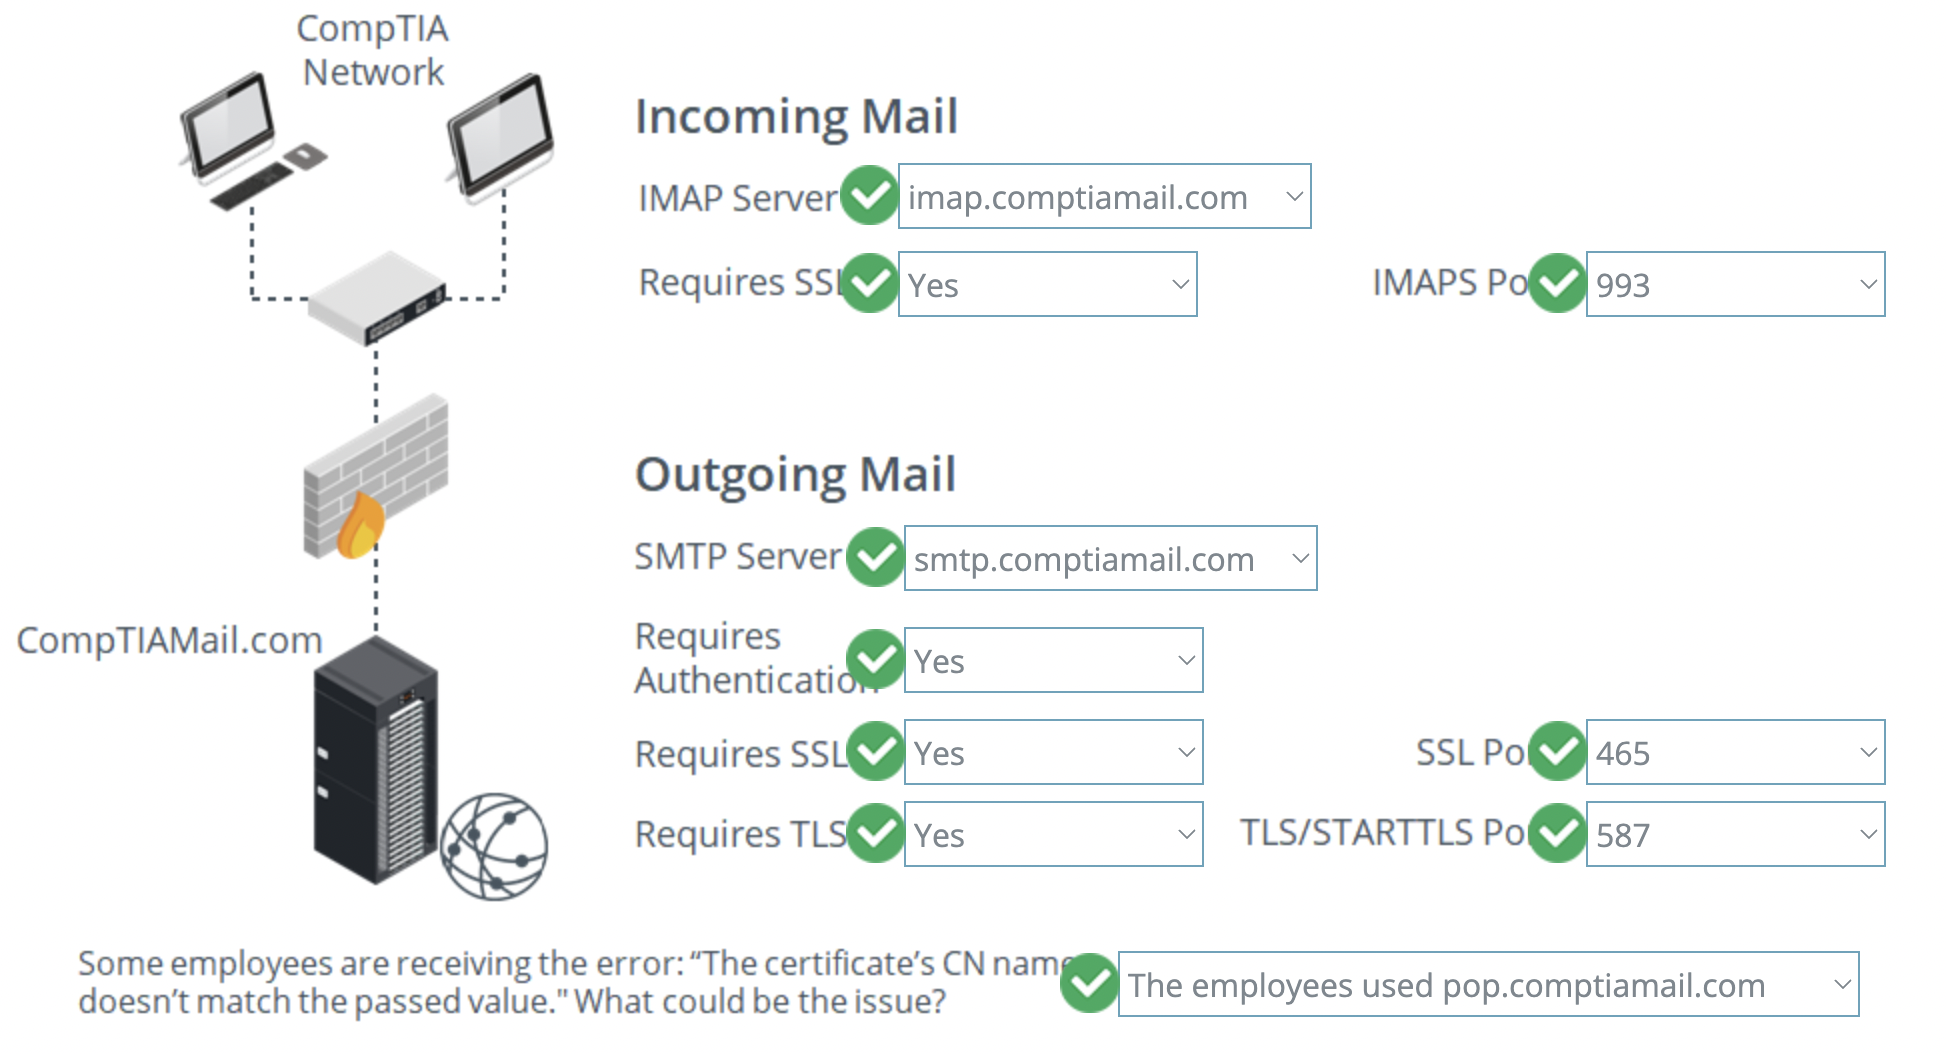 CompTIA
Network
Incoming Mail
IMAP Server imap.comptiamail.com
Requires SSL Yes IMAPS Po 993
Outgoing Mail
SMTP Server smtp.comptiamail.com
Requires
Authentication Yes
CompTIAMail.com
Requires SSL Yes SSL Po 465
Requires TLS Yes TLS/STARTTLS Po 587
Some employees are receiving the error: “The certificate’s CN name
doesn’t match the passed value." What could be the issue? The employees used pop.comptiamail.com